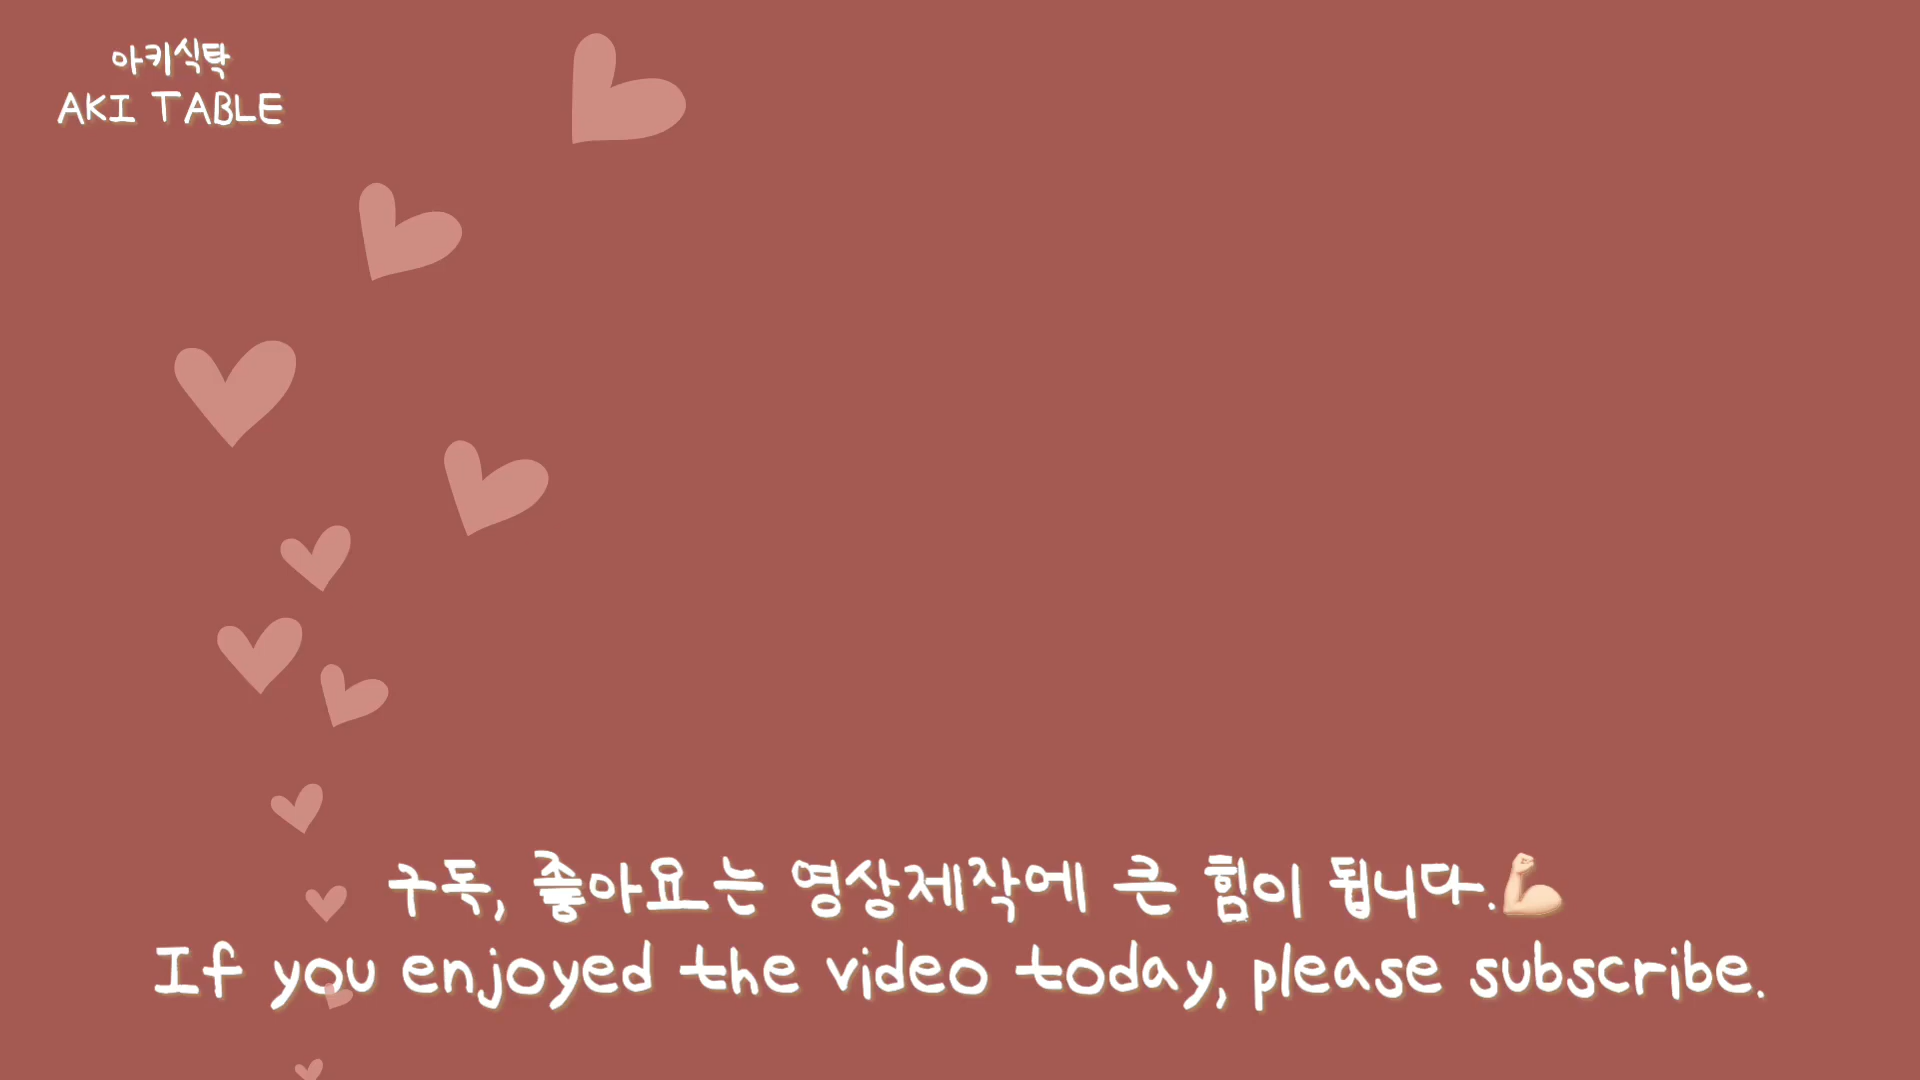 아키식탁
AKI TABLE
구독, 좋아요는 영상제작에 큰 힘이 됩니다.💪🏻
If you enjoyed the video today, please subscribe.